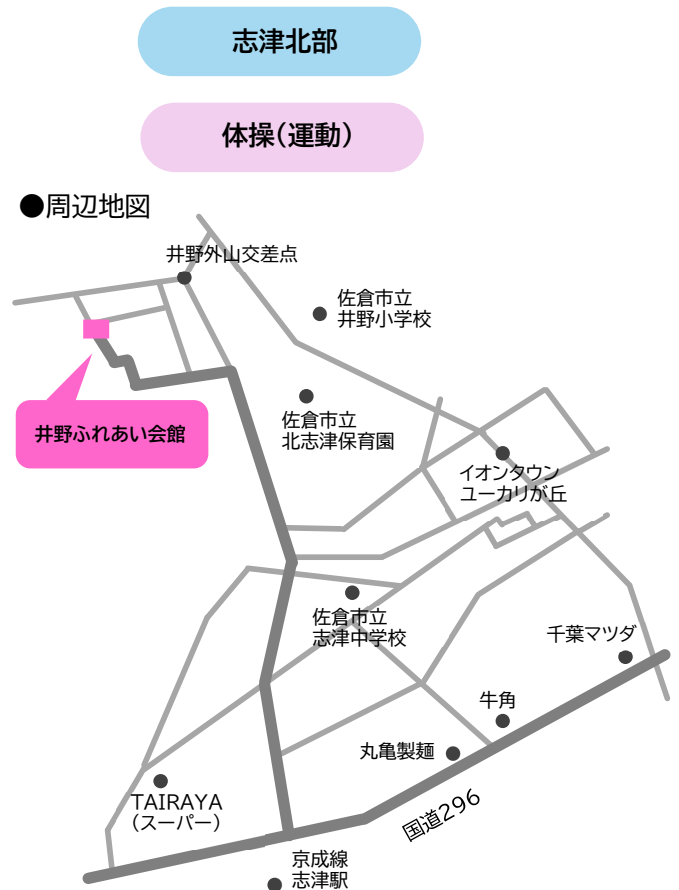 志津北部
体操(運動)
●周辺地図
井野外山交差点
佐倉市立
井野小学校
佐倉市立
北志津保育園
井野ふれあい会館
イオンタウン
ユーカリが丘
佐倉市立
志津中学校
千葉マツダ
牛角
丸亀製麺
TAIRAYA
(スーパー)
国道296
京成線
志津駅